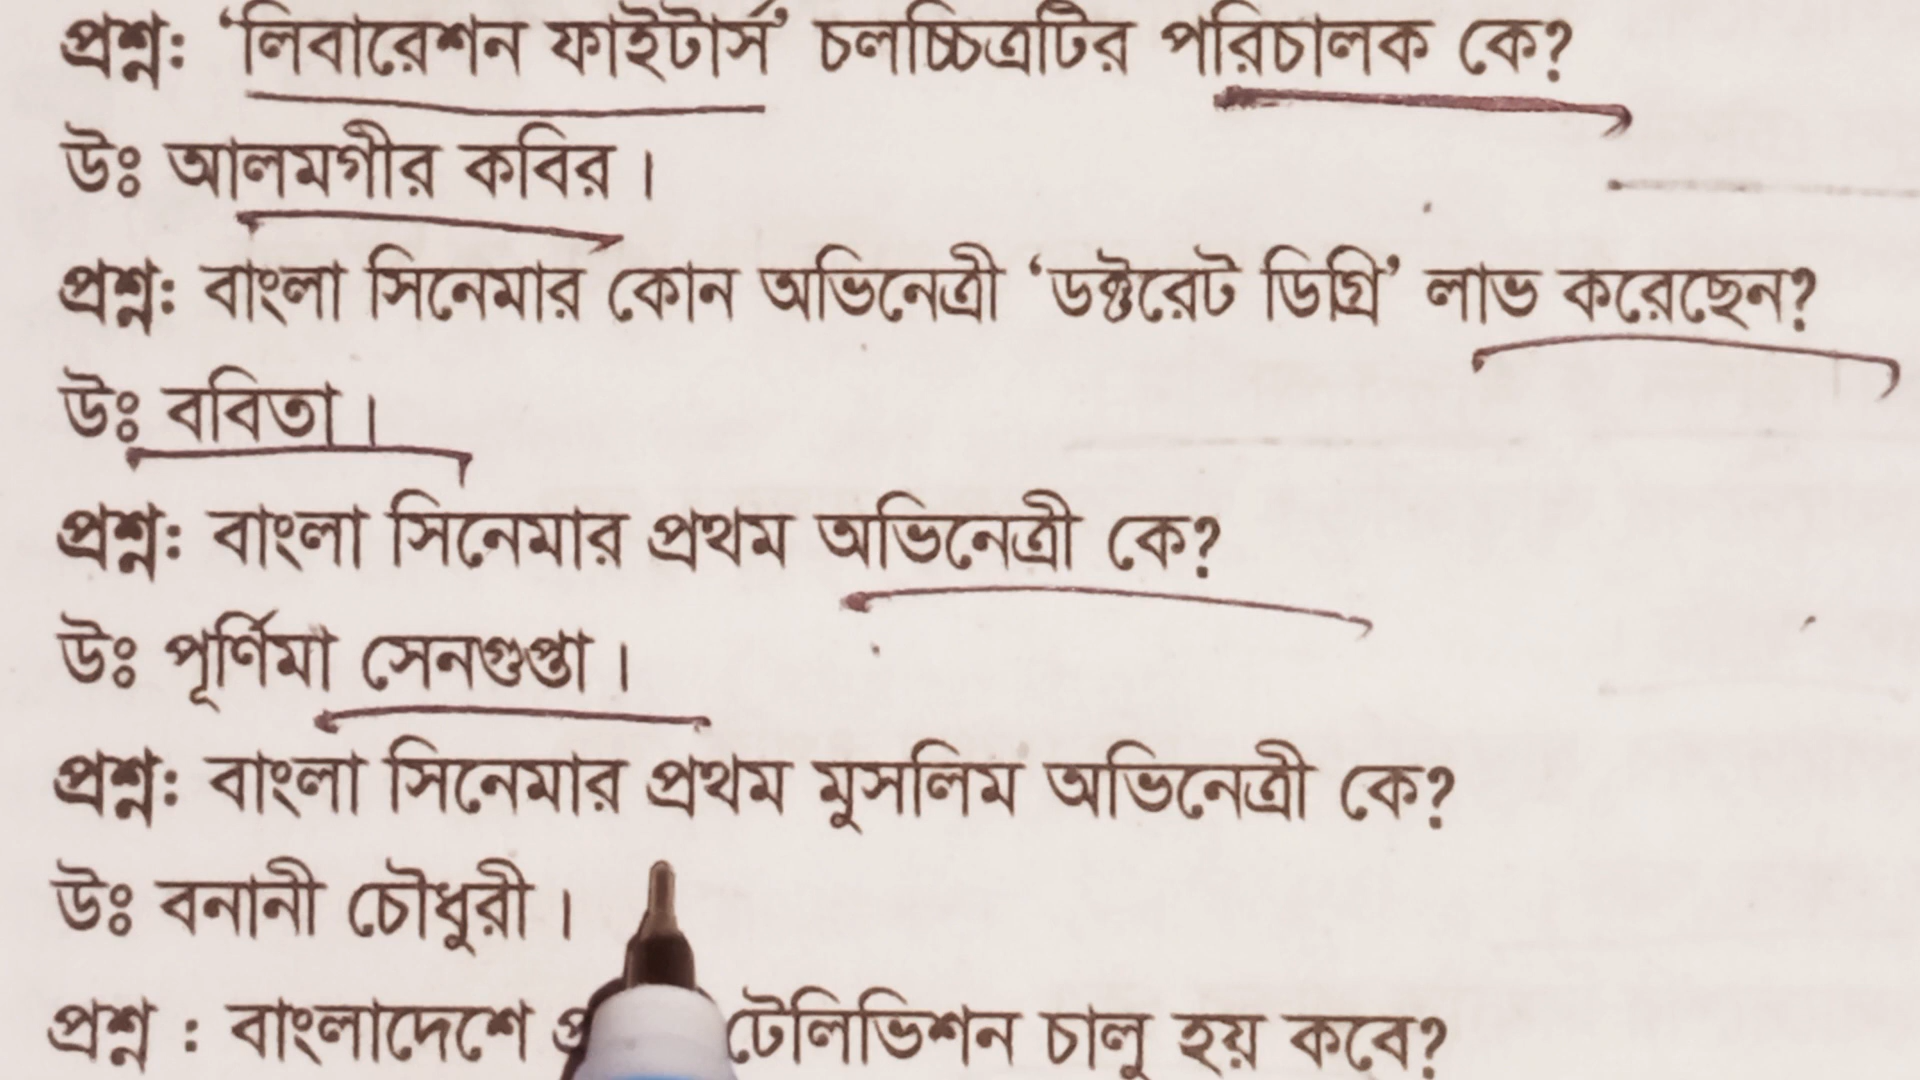 প্রশ্ন: ‘লিবারেশন ফাইটার্স’ চলচ্চিত্রটির পরিচালক কে?
উঃ আলমগীর কবির।
প্রশ্ন: বাংলা সিনেমার কোন অভিনেত্রী ‘ডক্টরেট ডিগ্রি’ লাভ করেছেন?
উঃ ববিতা।
প্রশ্ন: বাংলা সিনেমার প্রথম অভিনেত্রী কে?
উঃ পূর্ণিমা সেনগুপ্তা।
প্রশ্ন: বাংলা সিনেমার প্রথম মুসলিম অভিনেত্রী কে?
উঃ বনানী চৌধুরী।
প্রশ্ন : বাংলাদেশে টেলিভিশন চালু হয় কবে?